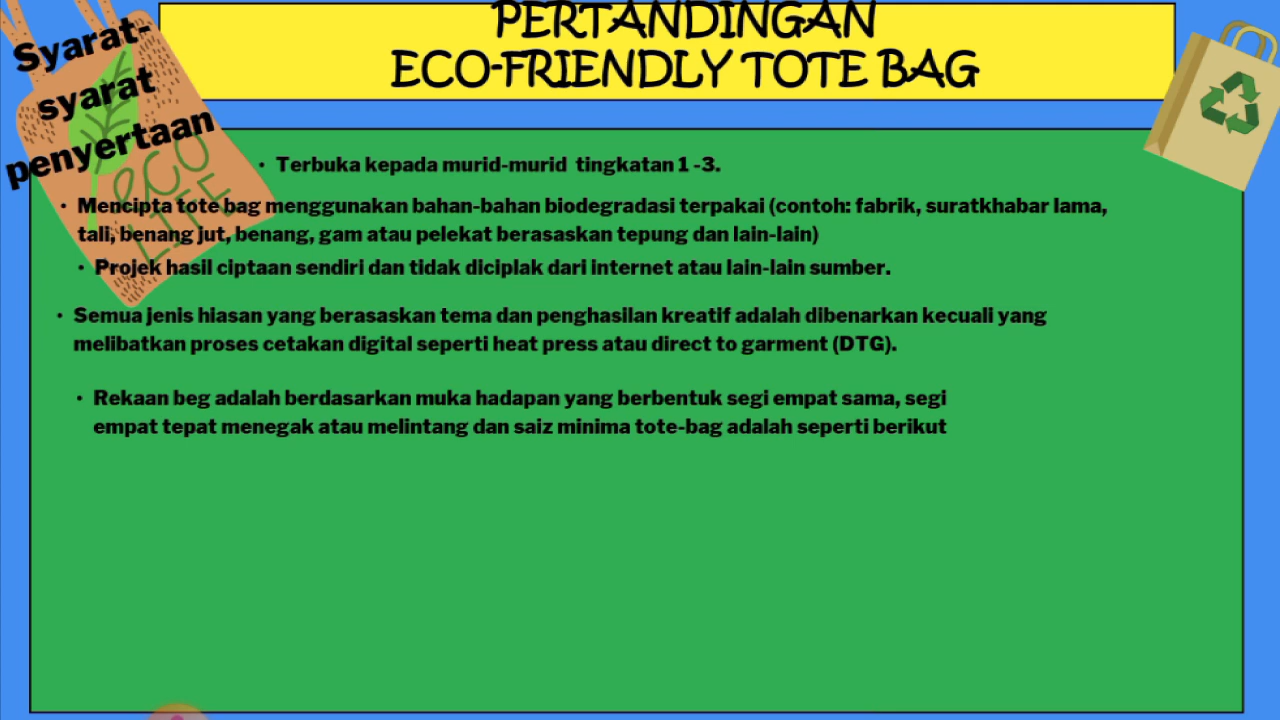 Syarat-
syarat
penyertaan
PERTANDINGAN
ECO-FRIENDLY TOTE BAG
eco
LIFE
• Terbuka kepada murid-murid tingkatan 1 -3.
• Mencipta tote bag menggunakan bahan-bahan biodegradasi terpakai (contoh: fabrik, suratkhabar lama,
tali, benang jut, benang, gam atau pelekat berasaskan tepung dan lain-lain)
• Projek hasil ciptaan sendiri dan tidak diciplak dari internet atau lain-lain sumber.
• Semua jenis hiasan yang berasaskan tema dan penghasilan kreatif adalah dibenarkan kecuali yang
melibatkan proses cetakan digital seperti heat press atau direct to garment (DTG).
• Rekaan beg adalah berdasarkan muka hadapan yang berbentuk segi empat sama, segi
empat tepat menegak atau melintang dan saiz minima tote-bag adalah seperti berikut